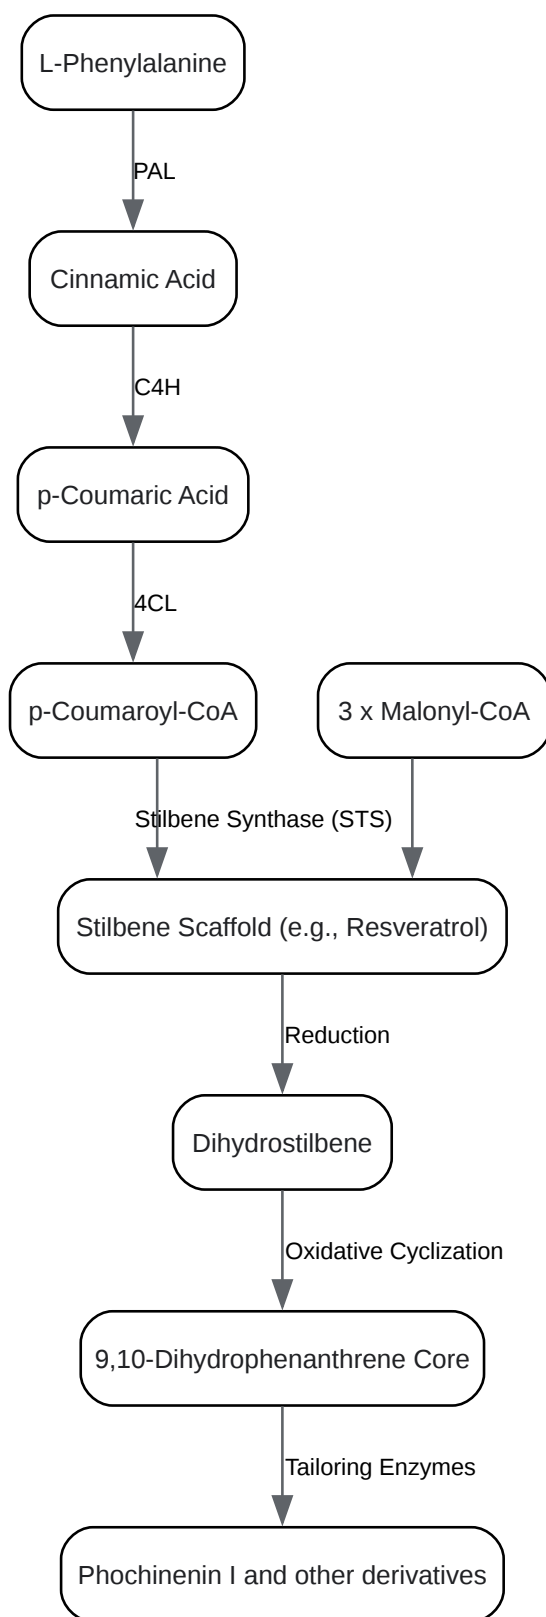 L-Phenylalanine
PAL
Cinnamic Acid
C4H
p-Coumaric Acid
4CL
p-Coumaroyl-CoA
3 x Malonyl-CoA
Stilbene Synthase (STS)
Stilbene Scaffold (e.g., Resveratrol)
Reduction
Dihydrostilbene
Oxidative Cyclization
9,10-Dihydrophenanthrene Core
Tailoring Enzymes
Phochinenin I and other derivatives